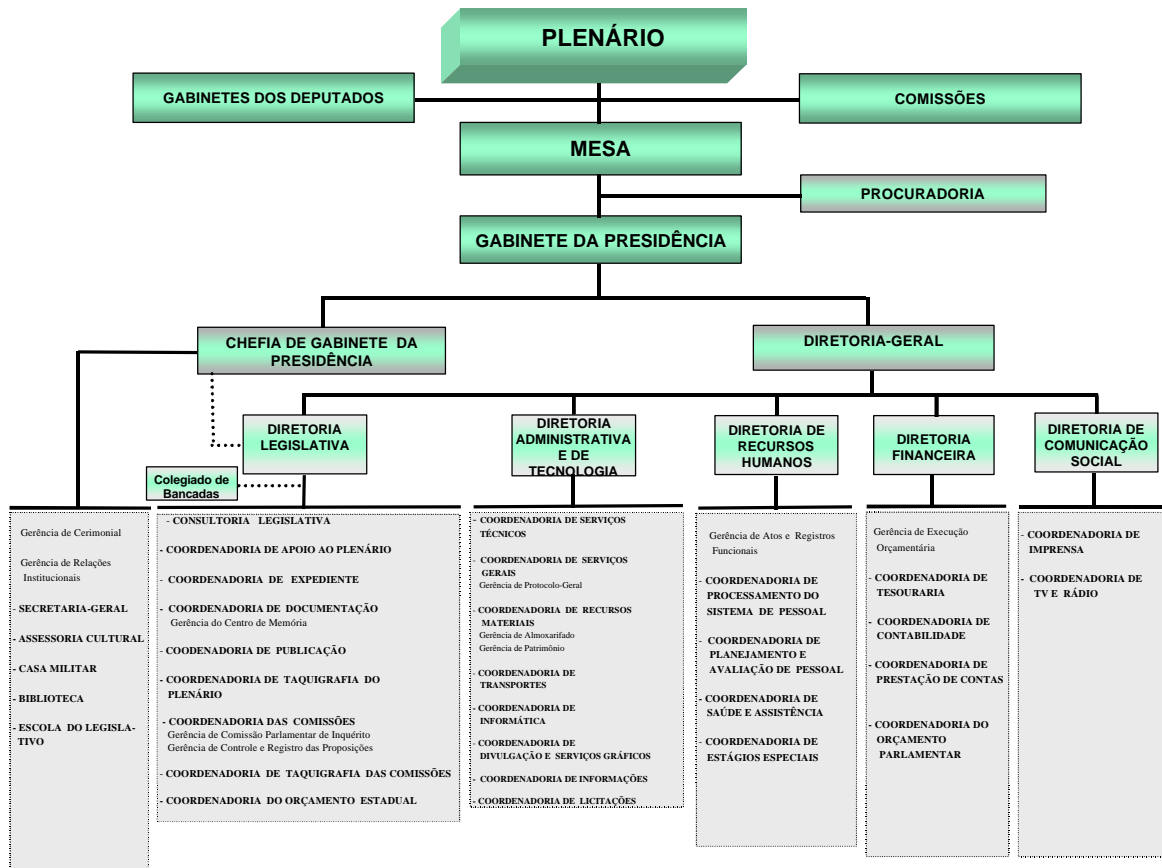 PLENÁRIO
GABINETES DOS DEPUTADOS
COMISSÕES
MESA
PROCURADORIA
GABINETE DA PRESIDÊNCIA
CHEFIA DE GABINETE DA
PRESIDÊNCIA
DIRETORIA-GERAL
DIRETORIA
LEGISLATIVA
DIRETORIA
ADMINISTRATIVA
E DE
TECNOLOGIA
DIRETORIA DE
RECURSOS
HUMANOS
DIRETORIA
FINANCEIRA
DIRETORIA DE
COMUNICAÇÃO
SOCIAL
Colegiado de
Bancadas
Gerência de Cerimonial
Gerência de Relações
Institucionais
- SECRETARIA-GERAL
- ASSESSORIA CULTURAL
- CASA MILITAR
- BIBLIOTECA
- ESCOLA DO LEGISLA-
TIVO
- CONSULTORIA LEGISLATIVA
- COORDENADORIA DE APOIO AO PLENÁRIO
- COORDENADORIA DE EXPEDIENTE
- COORDENADORIA DE DOCUMENTAÇÃO
Gerência do Centro de Memória
- COODENADORIA DE PUBLICAÇÃO
- COORDENADORIA DE TAQUIGRAFIA DO
PLENÁRIO
- COORDENADORIA DAS COMISSÕES
Gerência de Comissão Parlamentar de Inquérito
Gerência de Controle e Registro das Proposições
- COORDENADORIA DE TAQUIGRAFIA DAS COMISSÕES
- COORDENADORIA DO ORÇAMENTO ESTADUAL
- COORDENADORIA DE SERVIÇOS
TÉCNICOS
- COORDENADORIA DE SERVIÇOS
GERAIS
Gerência de Protocolo-Geral
- COORDENADORIA DE RECURSOS
MATERIAIS
Gerência de Almoxarifado
Gerência de Patrimônio
- COORDENADORIA DE
TRANSPORTES
- COORDENADORIA DE
INFORMÁTICA
- COORDENADORIA DE
DIVULGAÇÃO E SERVIÇOS GRÁFICOS
- COORDENADORIA DE INFORMAÇÕES
- COORDENADORIA DE LICITAÇÕES
Gerência de Atos e Registros
Funcionais
- COORDENADORIA DE
PROCESSAMENTO DO
SISTEMA DE PESSOAL
- COORDENADORIA DE
PLANEJAMENTO E
AVALIAÇÃO DE PESSOAL
- COORDENADORIA DE
SAÚDE E ASSISTÊNCIA
- COORDENADORIA DE
ESTÁGIOS ESPECIAIS
Gerência de Execução
Orçamentária
- COORDENADORIA DE
TESOURARIA
- COORDENADORIA DE
CONTABILIDADE
- COORDENADORIA DE
PRESTAÇÃO DE CONTAS
- COORDENADORIA DO
ORÇAMENTO
PARLAMENTAR
- COORDENADORIA DE
IMPRENSA
- COORDENADORIA DE
TV E RÁDIO